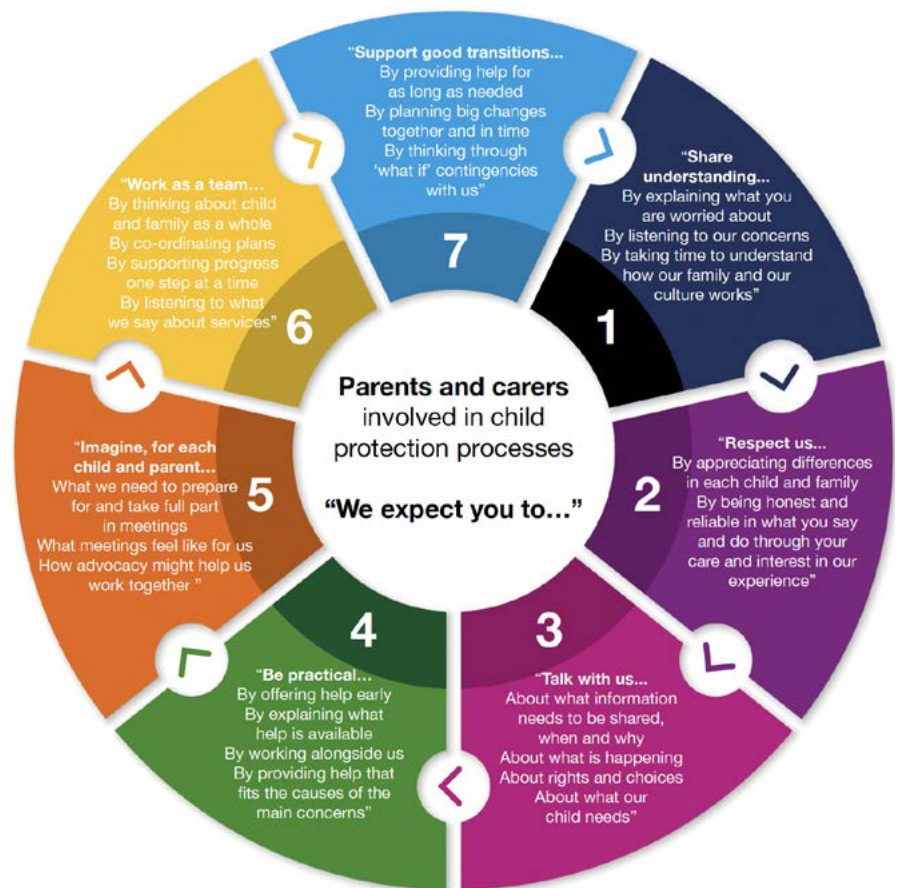 Parents and carers
involved in child
protection processes
“We expect you to...”
1
“Share
understanding...
By explaining what you
are worried about
By listening to our concerns
By taking time to understand
how our family and our
culture works”
2
“Respect us...
By appreciating differences
in each child and family
By being honest and
reliable in what you say
and do through your
care and interest in our
experience”
3
“Talk with us...
About what information
needs to be shared,
when and why
About what is happening
About rights and choices
About what our
child needs”
4
“Be practical...
By offering help early
By explaining what
help is available
By working alongside us
By providing help that
fits the causes of the
main concerns”
5
“Imagine, for each
child and parent...
What we need to prepare
for and take full part
in meetings
What meetings feel like for us
How advocacy might help us
work together ”
6
“Work as a team...
By thinking about child
and family as a whole
By co-ordinating plans
By supporting progress
one step at a time
By listening to what
we say about services”
7
“Support good transitions...
By providing help for
as long as needed
By planning big changes
together and in time
By thinking through
‘what if’ contingencies
with us”